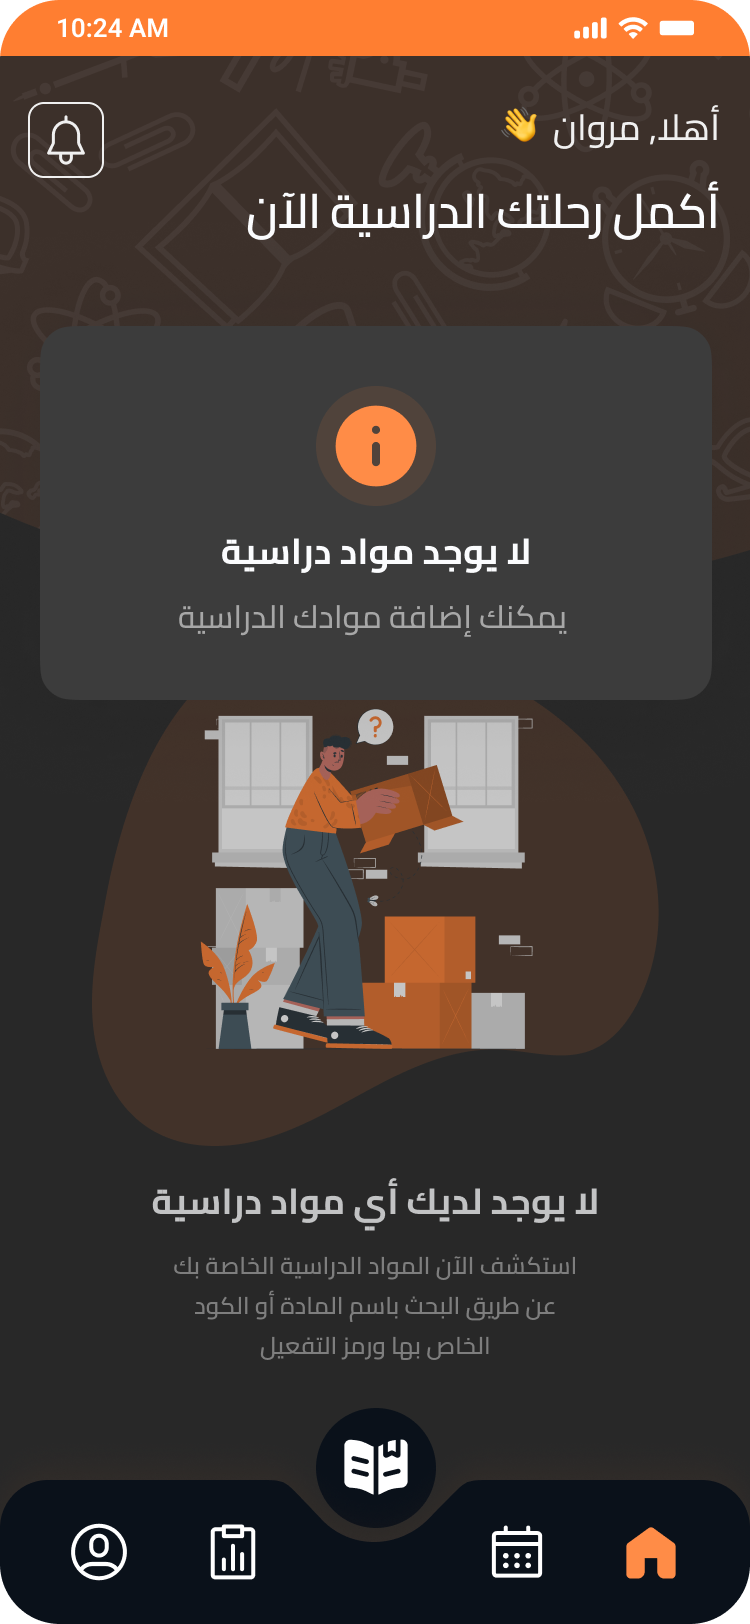 10:24 AM
أهلا, مروان 👋
أكمل رحلتك الدراسية الآن
لا يوجد مواد دراسية
يمكنك إضافة موادك الدراسية
?
لا يوجد لديك أي مواد دراسية
استكشف الآن المواد الدراسية الخاصة بك
عن طريق البحث باسم المادة أو الكود
الخاص بها ورمز التفعيل